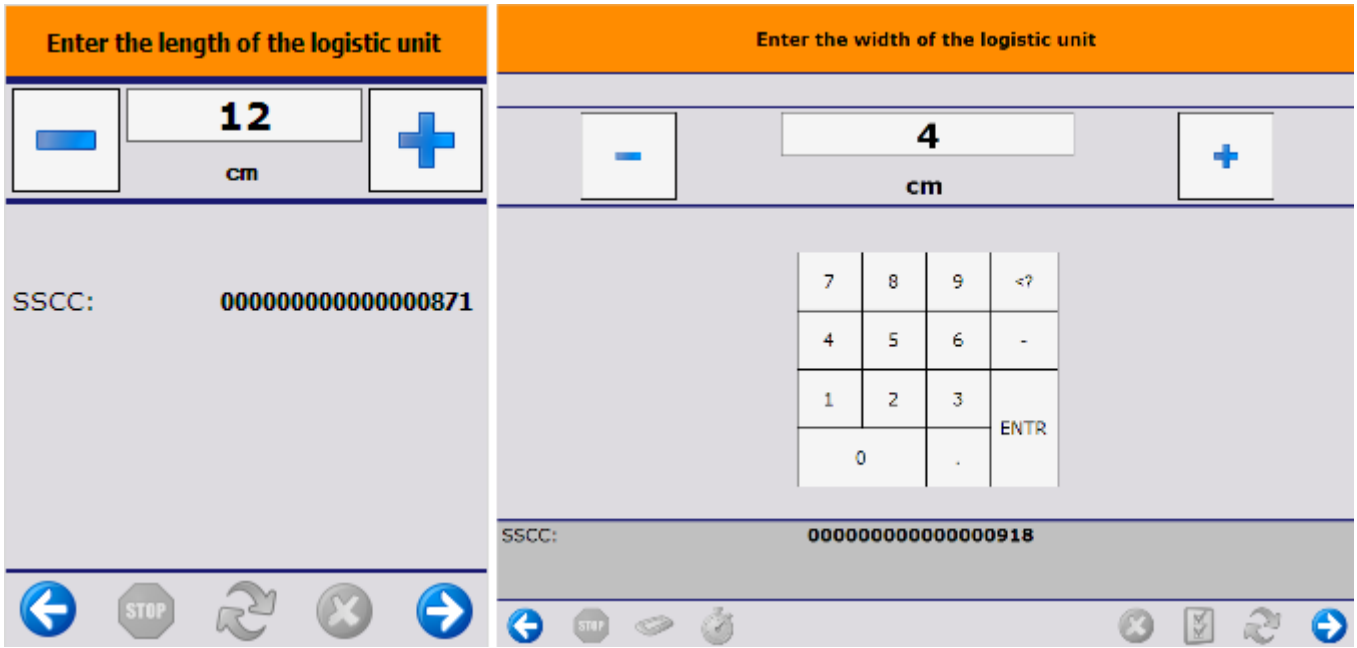 Enter the length of the logistic unit
12
cm
SSCC: 000000000000000871
STOP
Enter the width of the logistic unit
4
cm
7 8 9 <?
4 5 6 -
1 2 3
ENTR
0 .
SSCC: 000000000000000918
STOP